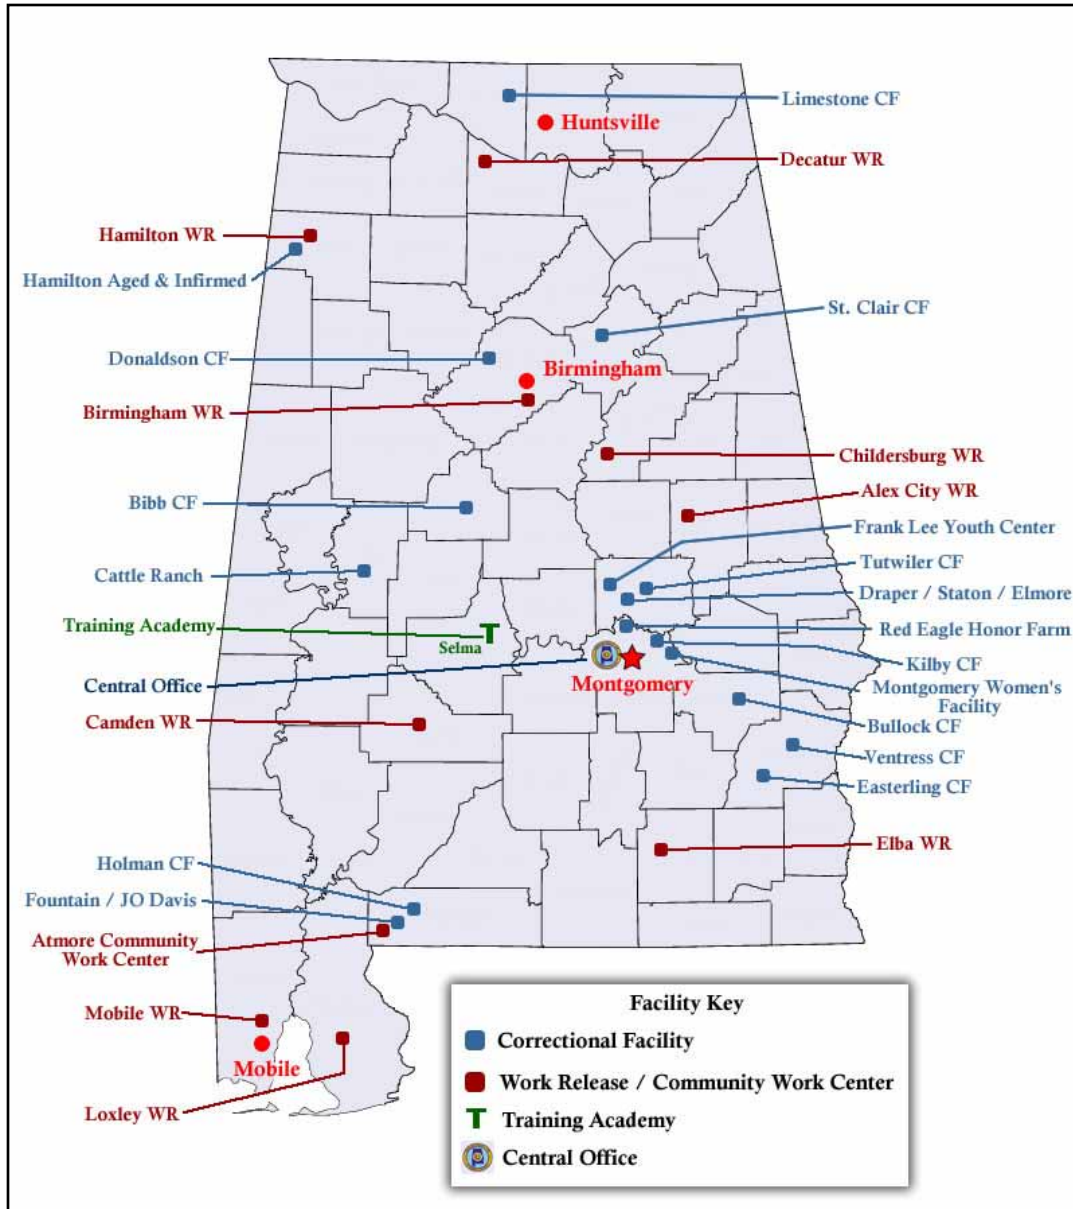 Limestone CF
Huntsville
Decatur WR
Hamilton WR
Hamilton Aged & Infirmed
St. Clair CF
Donaldson CF
Birmingham
Birmingham WR
Childersburg WR
Alex City WR
Bibb CF
Frank Lee Youth Center
Tutwiler CF
Cattle Ranch
Draper / Staton / Elmore
Training Academy
T
Selma
Red Eagle Honor Farm
Kilby CF
Central Office
Montgomery
Montgomery Women's
Facility
Camden WR
Bullock CF
Ventress CF
Easterling CF
Elba WR
Holman CF
Fountain / JO Davis
Atmore Community
Work Center
Mobile WR
Mobile
Loxley WR
Facility Key
Correctional Facility
Work Release / Community Work Center
T Training Academy
Central Office